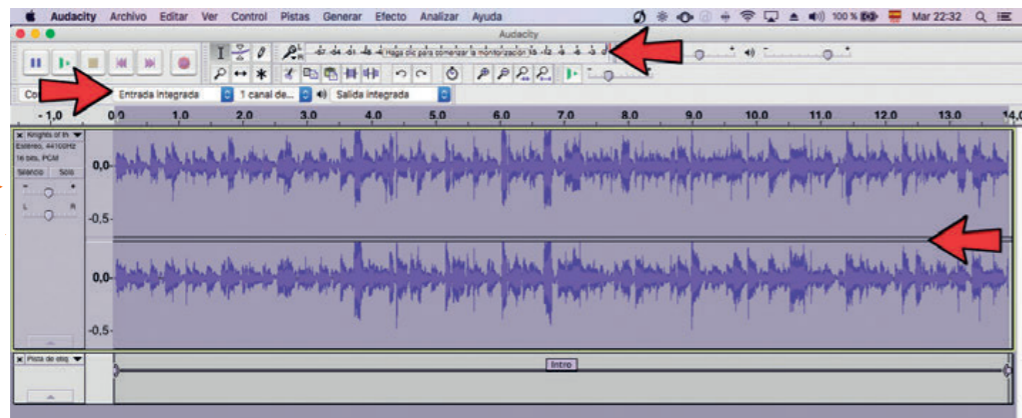 Audacity Archivo Editar Ver Control Pistas Generar Efecto Analizar Ayuda 100 % Mar 22:32
Audacity
Haga clic para comenzar la monitorización
Entrada integrada 1 canal de... Salida integrada
- 1,0 0,0 1,0 2,0 3,0 4,0 5,0 6,0 7,0 8,0 9,0 10,0 11,0 12,0 13,0 14,0
Estéreo, 44100Hz
16 bits, PCM
Silencio Solo
- +
L R
0,0-
-0,5-
0,0-
-0,5-
Pista de etiq
Intro